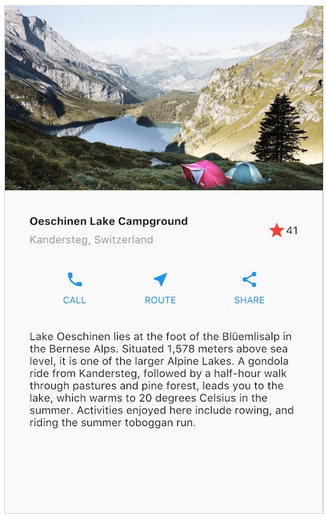 Oeschinen Lake Campground
Kandersteg, Switzerland
41
CALL
ROUTE
SHARE
Lake Oeschinen lies at the foot of the Blüemlisalp in
the Bernese Alps. Situated 1,578 meters above sea
level, it is one of the larger Alpine Lakes. A gondola
ride from Kandersteg, followed by a half-hour walk
through pastures and pine forest, leads you to the
lake, which warms to 20 degrees Celsius in the
summer. Activities enjoyed here include rowing, and
riding the summer toboggan run.